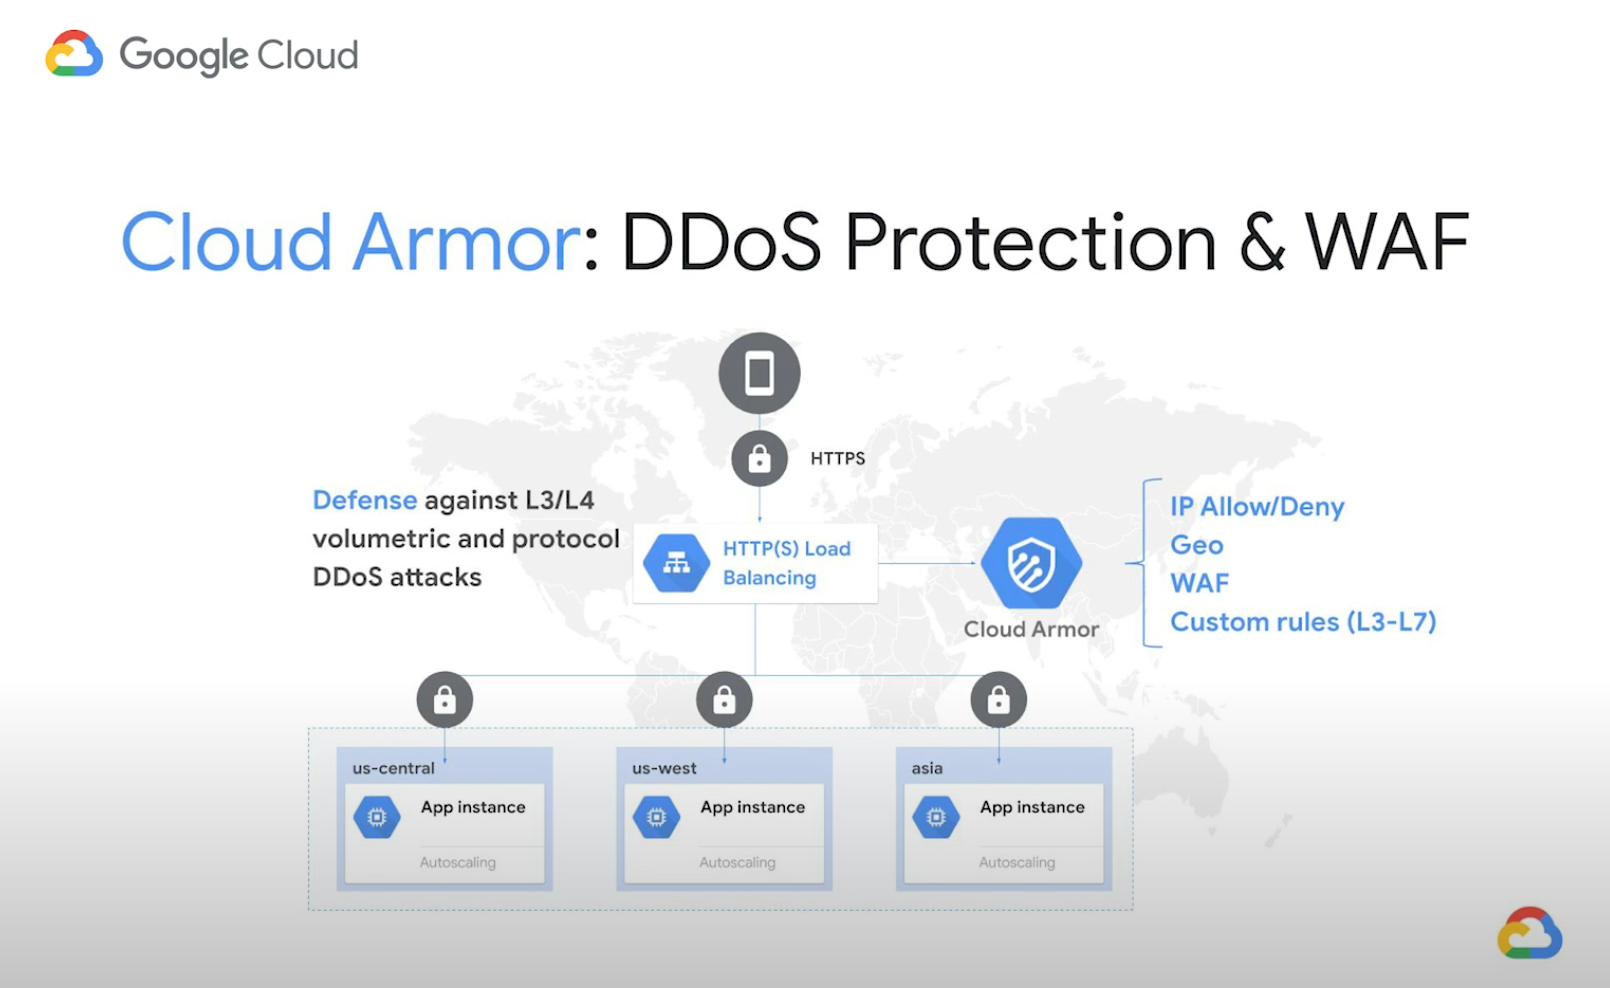 Google Cloud
Cloud Armor: DDoS Protection & WAF
HTTPS
Defense against L3/L4
volumetric and protocol
DDoS attacks
HTTP(S) Load
Balancing
Cloud Armor
IP Allow/Deny
Geo
WAF
Custom rules (L3-L7)
us-central
App instance
Autoscaling
us-west
App instance
Autoscaling
asia
App instance
Autoscaling